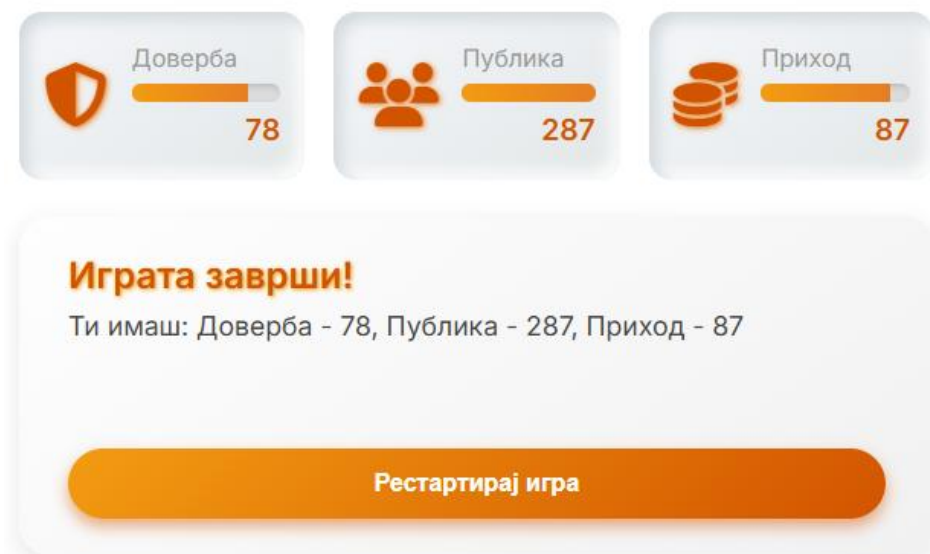 Доверба
78
Публика
287
Приход
87
Играта заврши!
Ти имаш: Доверба - 78, Публика - 287, Приход - 87
Рестартирај игра